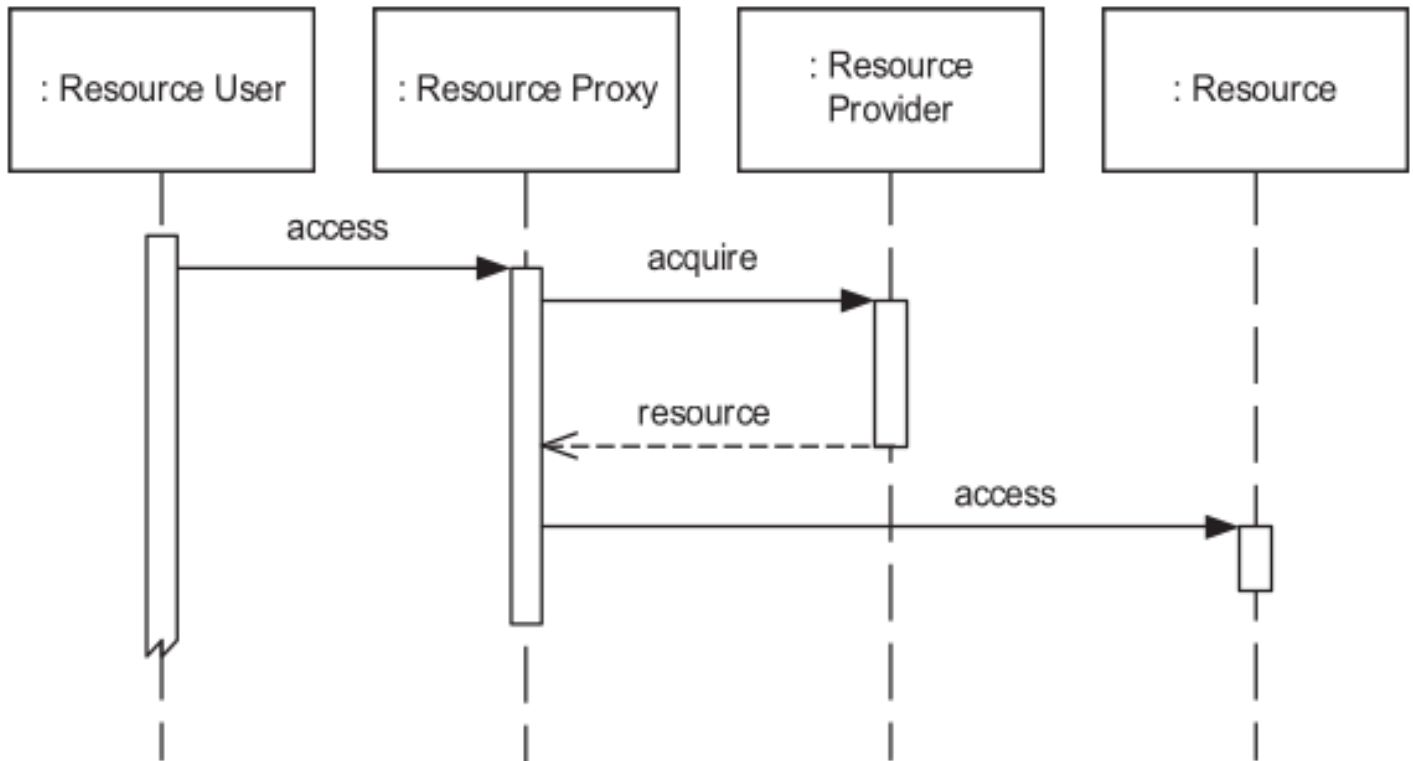 : Resource User
: Resource Proxy
: Resource
Provider
: Resource
access
acquire
resource
access